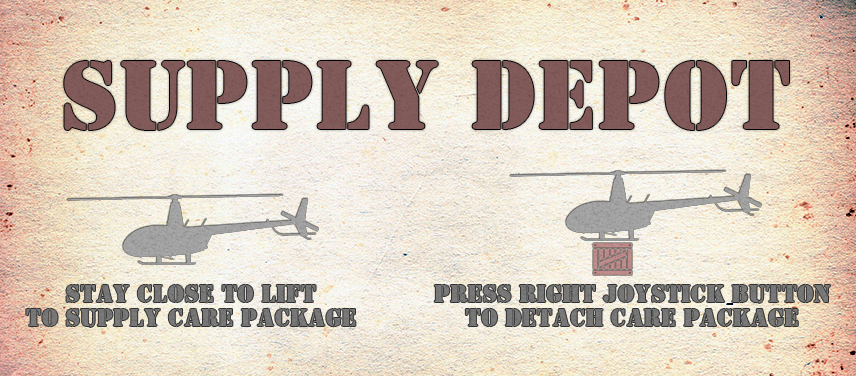 SUPPLY DEPOT
STAY CLOSE TO LIFT
TO SUPPLY CARE PACKAGE
PRESS RIGHT JOYSTICK_BUTTON
TO DETACH CARE PACKAGE